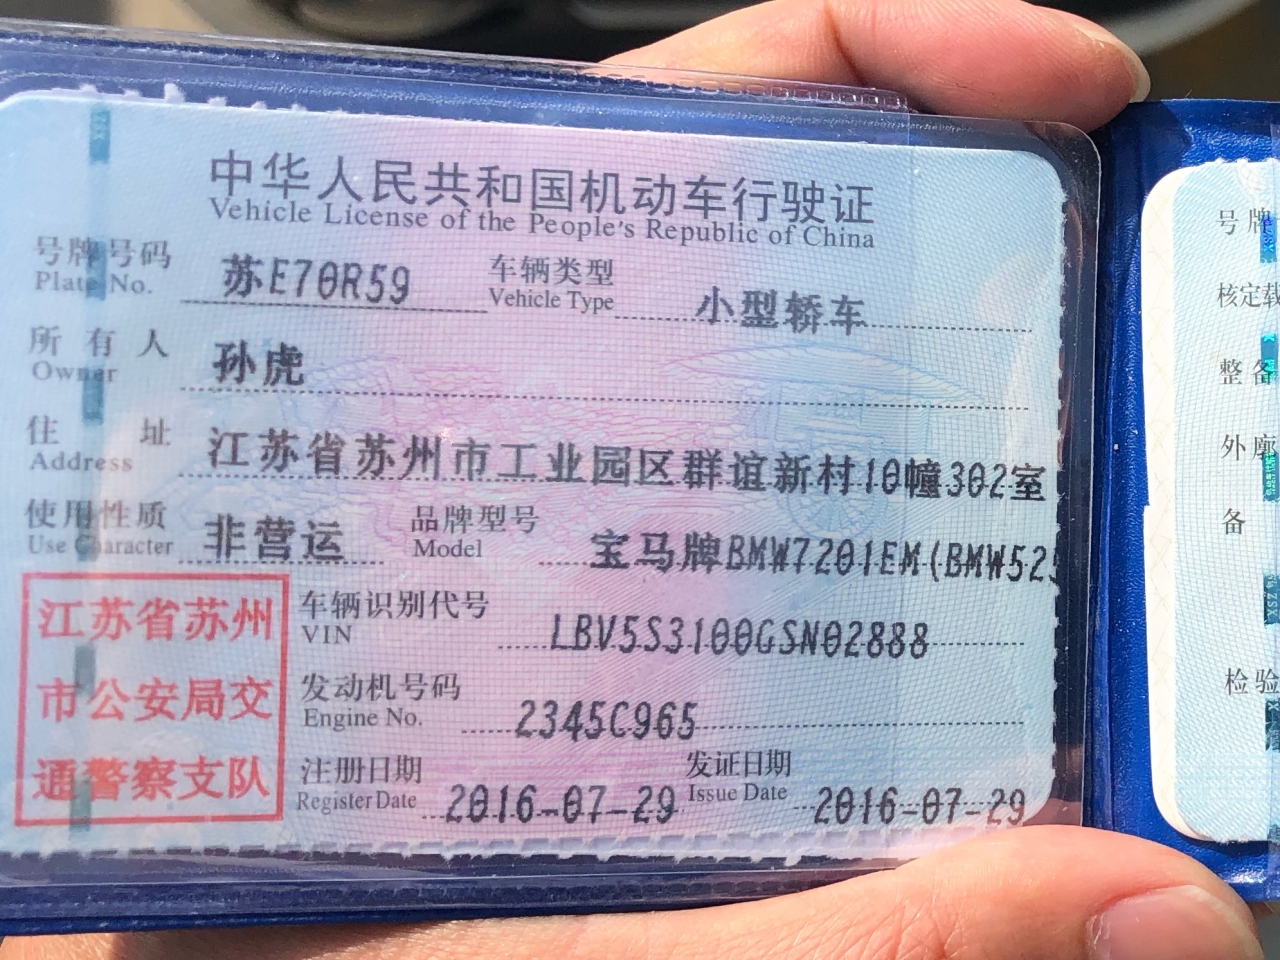 中华人民共和国机动车行驶证
Vehicle License of the People's Republic of China
号牌号码 苏E70R59 车辆类型 小型轿车
Plate No. Vehicle Type
所有人 孙虎
Owner
住址 江苏省苏州市工业园区群谊新村10幢302室
Address
使用性质 非营运 品牌型号 宝马牌BMW7201EM(BMW525
Use Character Model
江苏省苏州
市公安局交
通警察支队
车辆识别代号 LBV5S3100GSN02888
VIN
发动机号码 2345C965
Engine No.
注册日期 2016-07-29 发证日期 2016-07-29
Register Date Issue Date
号牌
核定载
整备
外廓
备
检验